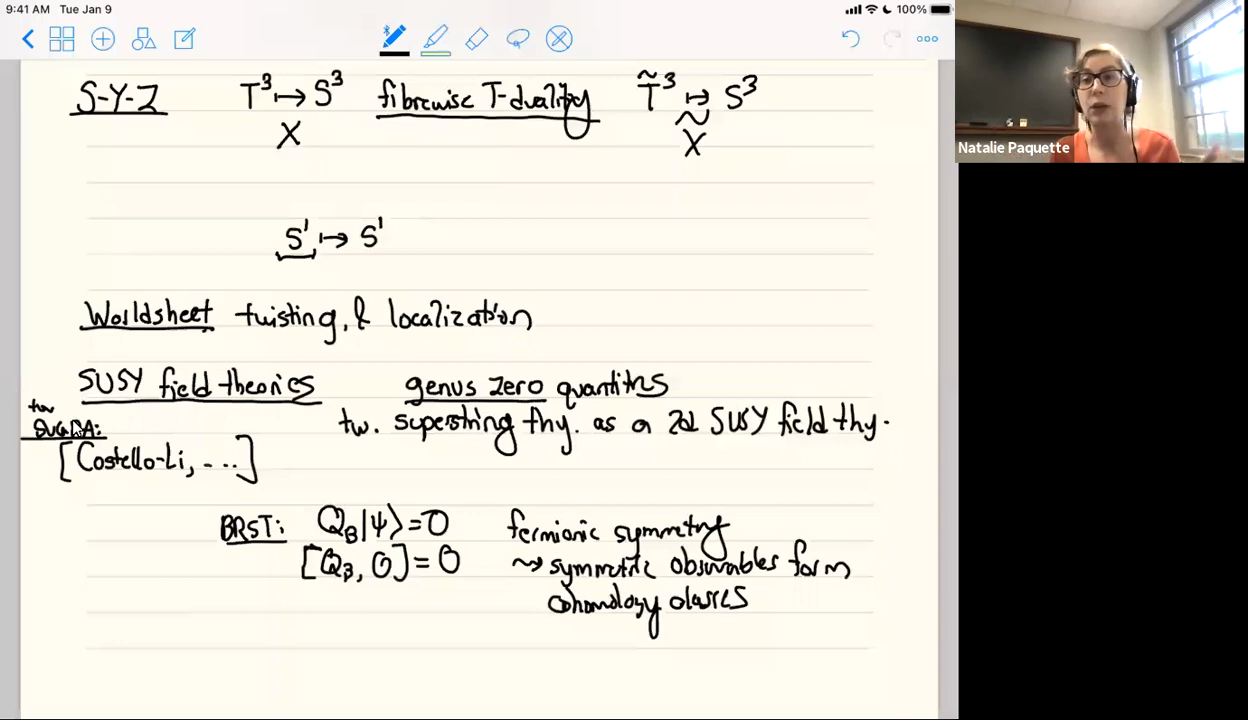 9:41 AM Tue Jan 9
100%
S-Y-Z T³ ↦ S³ fibrewise T-duality T̃³ ↦ S³
X X̃
S¹ ↦ S¹
Worldsheet twisting, & localization
SUSY field theories genus zero quantities
tw. superstring thy. as a 2d SUSY field thy.
tw
SUGRA:
[Costello-Li, ...]
BRST: Q_B|ψ⟩=0 fermionic symmetry
[Q_B, O]=0 ⇝ symmetric observables form
cohomology classes
Natalie Paquette